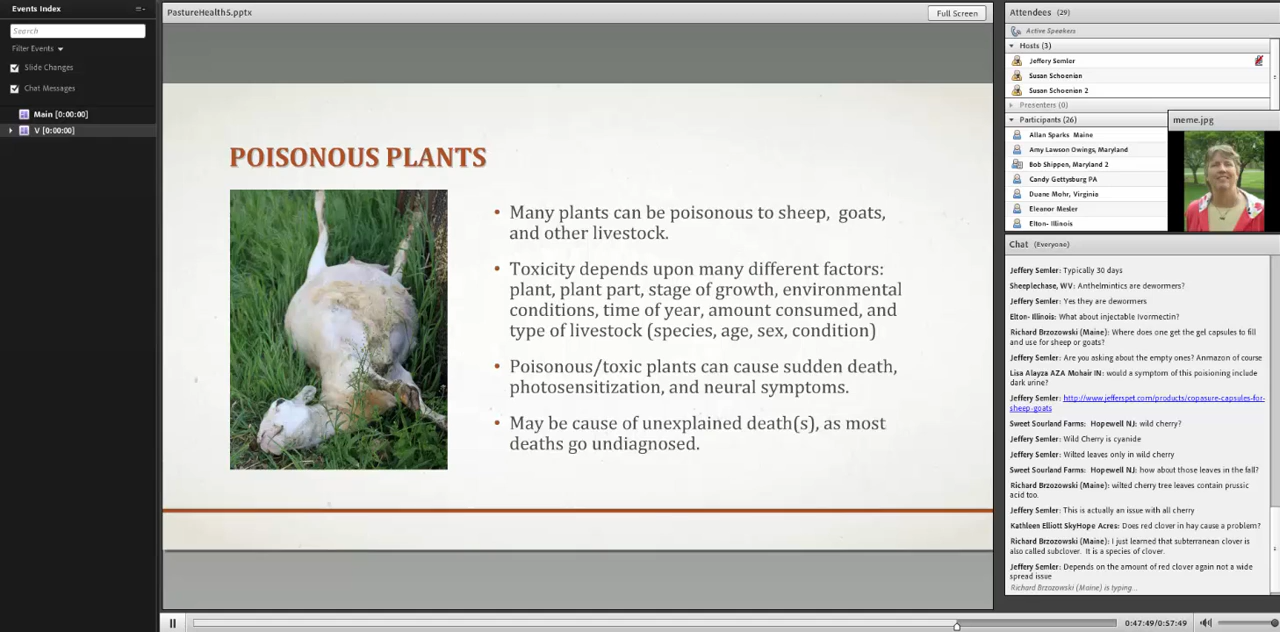 Events Index
Search
Filter Events
Slide Changes
Chat Messages
Main [0:00:00]
V [0:00:00]
PastureHealth5.pptx
Full Screen
POISONOUS PLANTS
• Many plants can be poisonous to sheep, goats,
and other livestock.
• Toxicity depends upon many different factors:
plant, plant part, stage of growth, environmental
conditions, time of year, amount consumed, and
type of livestock (species, age, sex, condition)
• Poisonous/toxic plants can cause sudden death,
photosensitization, and neural symptoms.
• May be cause of unexplained death(s), as most
deaths go undiagnosed.
0:47:49/0:57:49
Attendees (29)
Active Speakers
Hosts (3)
Jeffery Semler
Susan Schoenian
Susan Schoenian 2
Presenters (0)
Participants (26)
meme.jpg
Allan Sparks Maine
Amy Lawson Owings, Maryland
Bob Shippen, Maryland 2
Candy Gettysburg PA
Duane Mohr, Virginia
Eleanor Mesler
Elton- Illinois
Chat (Everyone)
Jeffery Semler: Typically 30 days
Sheeplechase, WV: Anthelmintics are dewormers?
Jeffery Semler: Yes they are dewormers
Elton- Illinois: What about injectable Ivormectin?
Richard Brzozowski (Maine): Where does one get the gel capsules to fill
and use for sheep or goats?
Jeffery Semler: Are you asking about the empty ones? Anmazon of course
Lisa Alayza AZA Mohair IN: would a symptom of this poisioning include
dark urine?
Jeffery Semler: http://www.jefferspet.com/products/copasure-capsules-for-
sheep-goats
Sweet Sourland Farms: Hopewell NJ: wild cherry?
Jeffery Semler: Wild Cherry is cyanide
Jeffery Semler: Wilted leaves only in wild cherry
Sweet Sourland Farms: Hopewell NJ: how about those leaves in the fall?
Richard Brzozowski (Maine): wilted cherry tree leaves contain prussic
acid too.
Jeffery Semler: This is actually an issue with all cherry
Kathleen Elliott SkyHope Acres: Does red clover in hay cause a problem?
Richard Brzozowski (Maine): I just learned that subterranean clover is
also called subclover. It is a species of clover.
Jeffery Semler: Depends on the amount of red clover again not a wide
spread issue
Richard Brzozowski (Maine) is typing...